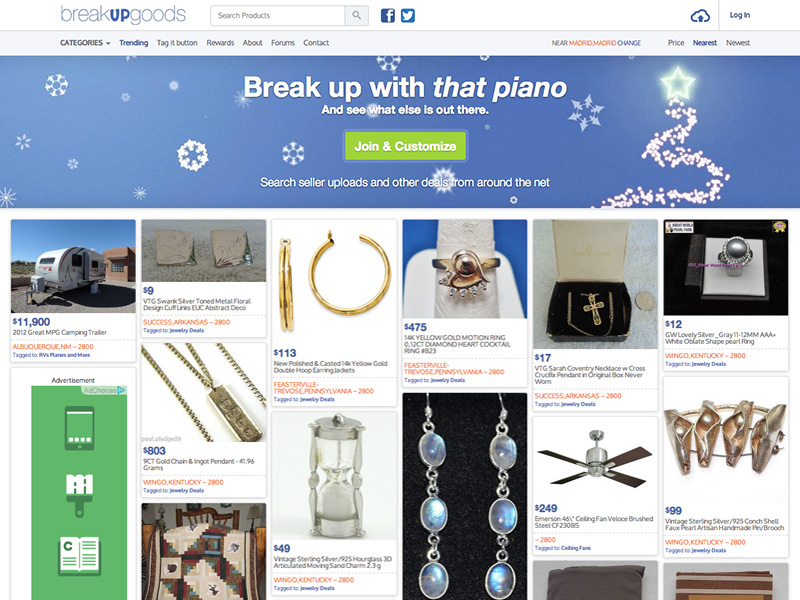 breakupgoods
Search Products
Log In
CATEGORIES Trending Tag it button Rewards About Forums Contact
NEAR MADRID,MADRID CHANGE
Price Nearest Newest
Break up with that piano
And see what else is out there.
Join & Customize
Search seller uploads and other deals from around the net
$11,900
2012 Great MPG Camping Trailer
ALBUQUERQUE,NM – 2800
Tagged to: RVs Planes and More
Advertisement
AdChoices
C
$9
VTG Swank Silver Toned Metal Floral
Design Cuff Links EUC Abstract Deco
SUCCESS,ARKANSAS – 2800
Tagged to: Jewelry Deals
$803
9CT Gold Chain & Ingot Pendant - 41.96
Grams
WINGO,KENTUCKY – 2800
Tagged to: Jewelry Deals
$113
New Polished & Casted 14k Yellow Gold
Double Hoop Earring Jackets
FEASTERVILLE-
TREVOSE,PENNSYLVANIA – 2800
Tagged to: Jewelry Deals
$49
Vintage Sterling Silver/925 Hourglass 3D
Articulated Moving Sand Charm 2.3 g
WINGO,KENTUCKY – 2800
Tagged to: Jewelry Deals
$475
14K YELLOW GOLD MOTION RING
0,12CT DIAMOND HEART COCKTAIL
RING #B23
FEASTERVILLE-
TREVOSE,PENNSYLVANIA – 2800
Tagged to: Jewelry Deals
$17
VTG Sarah Coventry Necklace w Cross
Crucfix Pendant in Original Box Never
Worn
SUCCESS,ARKANSAS – 2800
Tagged to: Jewelry Deals
$249
Emerson 46\" Ceiling Fan Veloce Brushed
Steel CF230BS
– 2800
Tagged to: Ceiling Fans
GREAT WORLD
PEARL FARM
$12
GW Lovely Silver_ Gray 11-12MM AAA+
White Oblate Shape pearl Ring
WINGO,KENTUCKY – 2800
Tagged to: Jewelry Deals
$99
Vintage Sterling Silver/925 Conch Shell
Faux Pearl Artisan Handmade Pin/Brooch
WINGO,KENTUCKY – 2800
Tagged to: Jewelry Deals